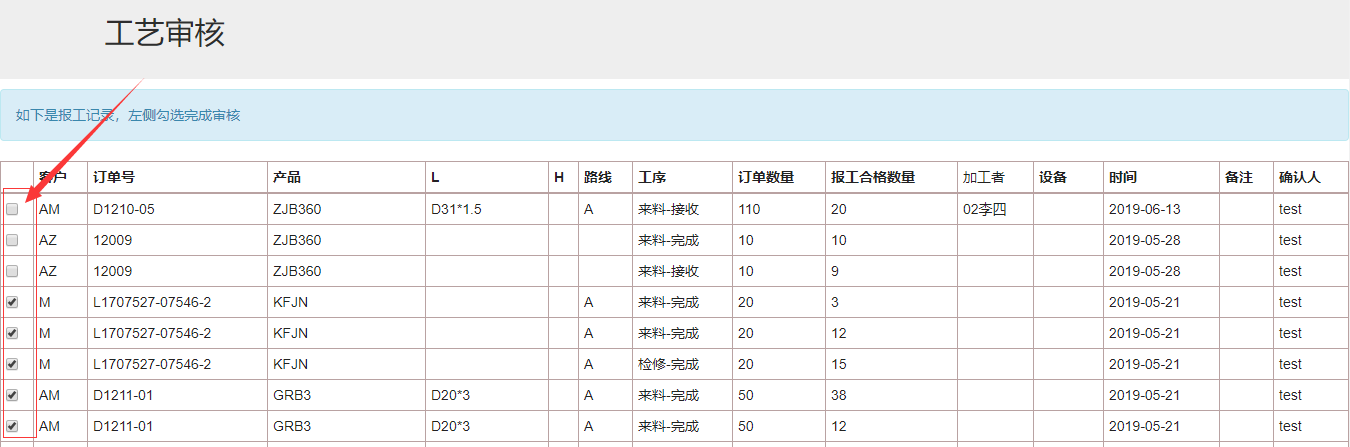 工艺审核
如下是报工记录，左侧勾选完成审核
客户 订单号 产品 L H 路线 工序 订单数量 报工合格数量 加工者 设备 时间 备注 确认人
AM D1210-05 ZJB360 D31*1.5 A 来料-接收 110 20 02李四 2019-06-13 test
AZ 12009 ZJB360 来料-完成 10 10 2019-05-28 test
AZ 12009 ZJB360 来料-接收 10 9 2019-05-28 test
M L1707527-07546-2 KFJN A 来料-完成 20 3 2019-05-21 test
M L1707527-07546-2 KFJN A 来料-完成 20 12 2019-05-21 test
M L1707527-07546-2 KFJN A 检修-完成 20 15 2019-05-21 test
AM D1211-01 GRB3 D20*3 A 来料-完成 50 38 2019-05-21 test
AM D1211-01 GRB3 D20*3 A 来料-完成 50 12 2019-05-21 test